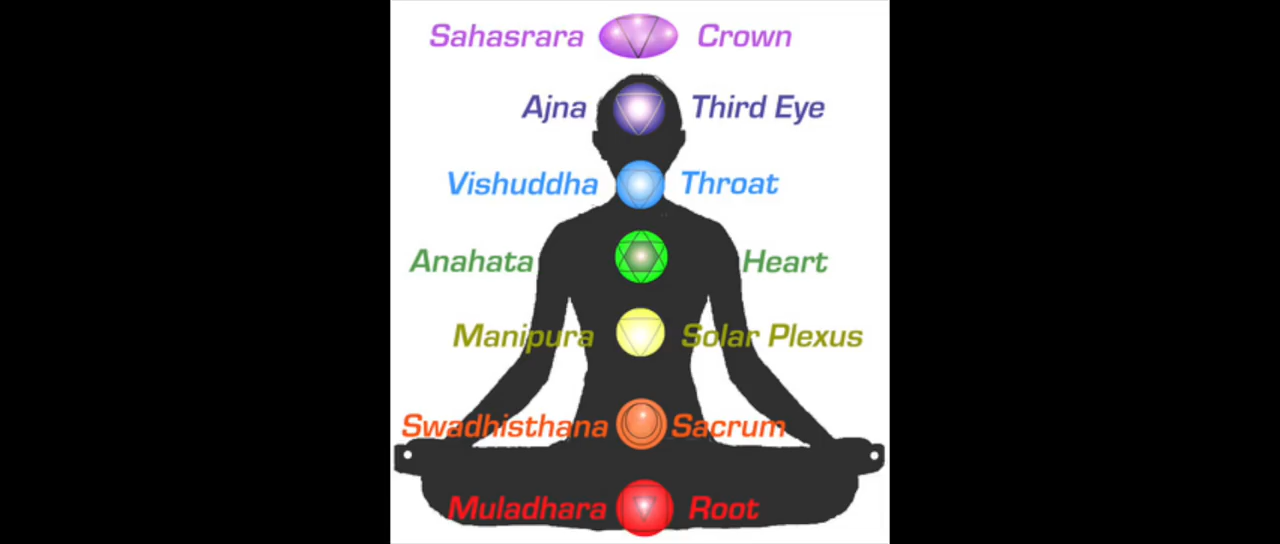 Sahasrara Crown
Ajna Third Eye
Vishuddha Throat
Anahata Heart
Manipura Solar Plexus
Swadhisthana Sacrum
Muladhara Root